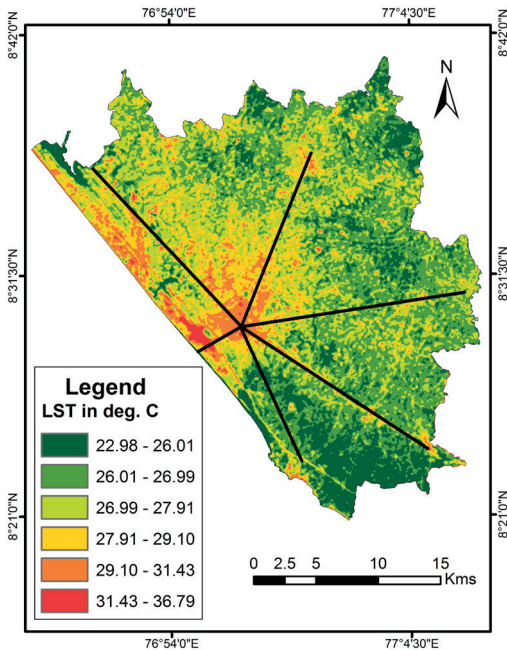 76°54'0"E 77°4'30"E
8°42'0"N 8°42'0"N
N
8°31'30"N 8°31'30"N
Legend
LST in deg. C
22.98 - 26.01
26.01 - 26.99
26.99 - 27.91
27.91 - 29.10
29.10 - 31.43
31.43 - 36.79
8°21'0"N 8°21'0"N
0 2.5 5 10 15
Kms
76°54'0"E 77°4'30"E